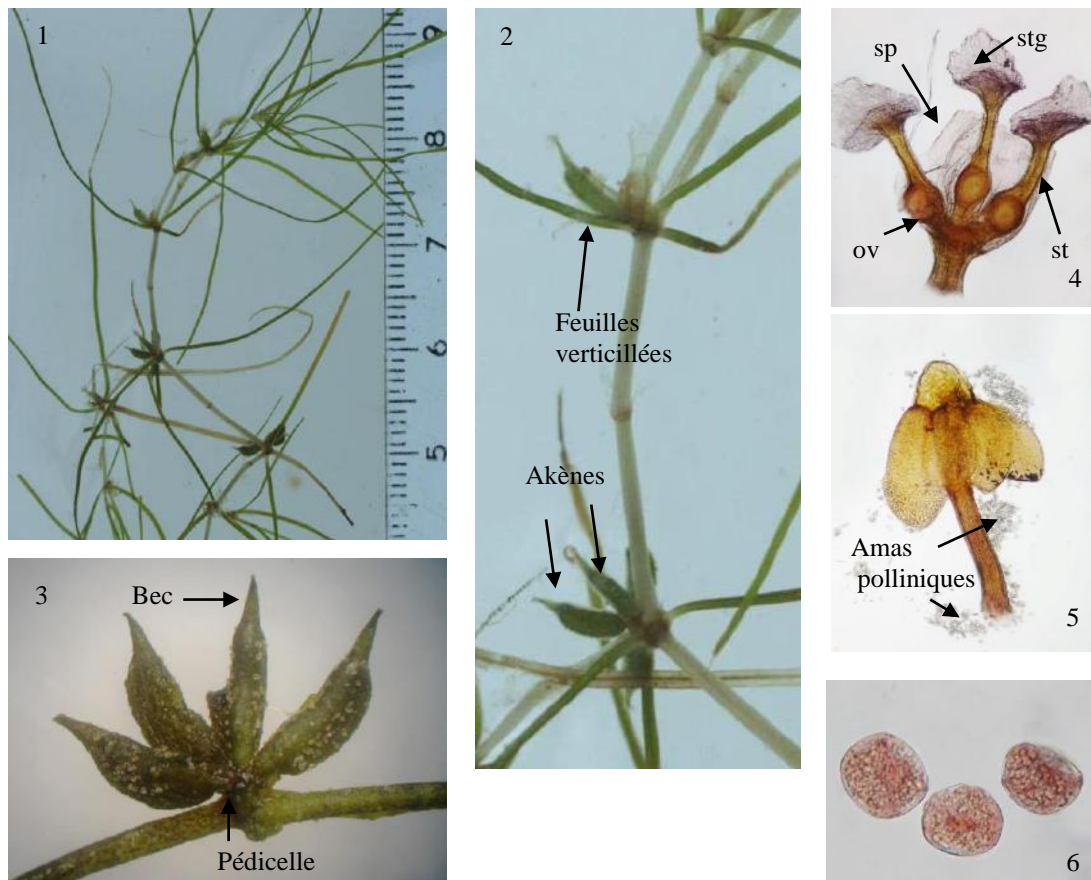 1
9
8
7
6
5
2
Feuilles
verticillées
Akènes
3
Bec
Pédicelle
sp
stg
ov
st
4
Amas
polliniques
5
6